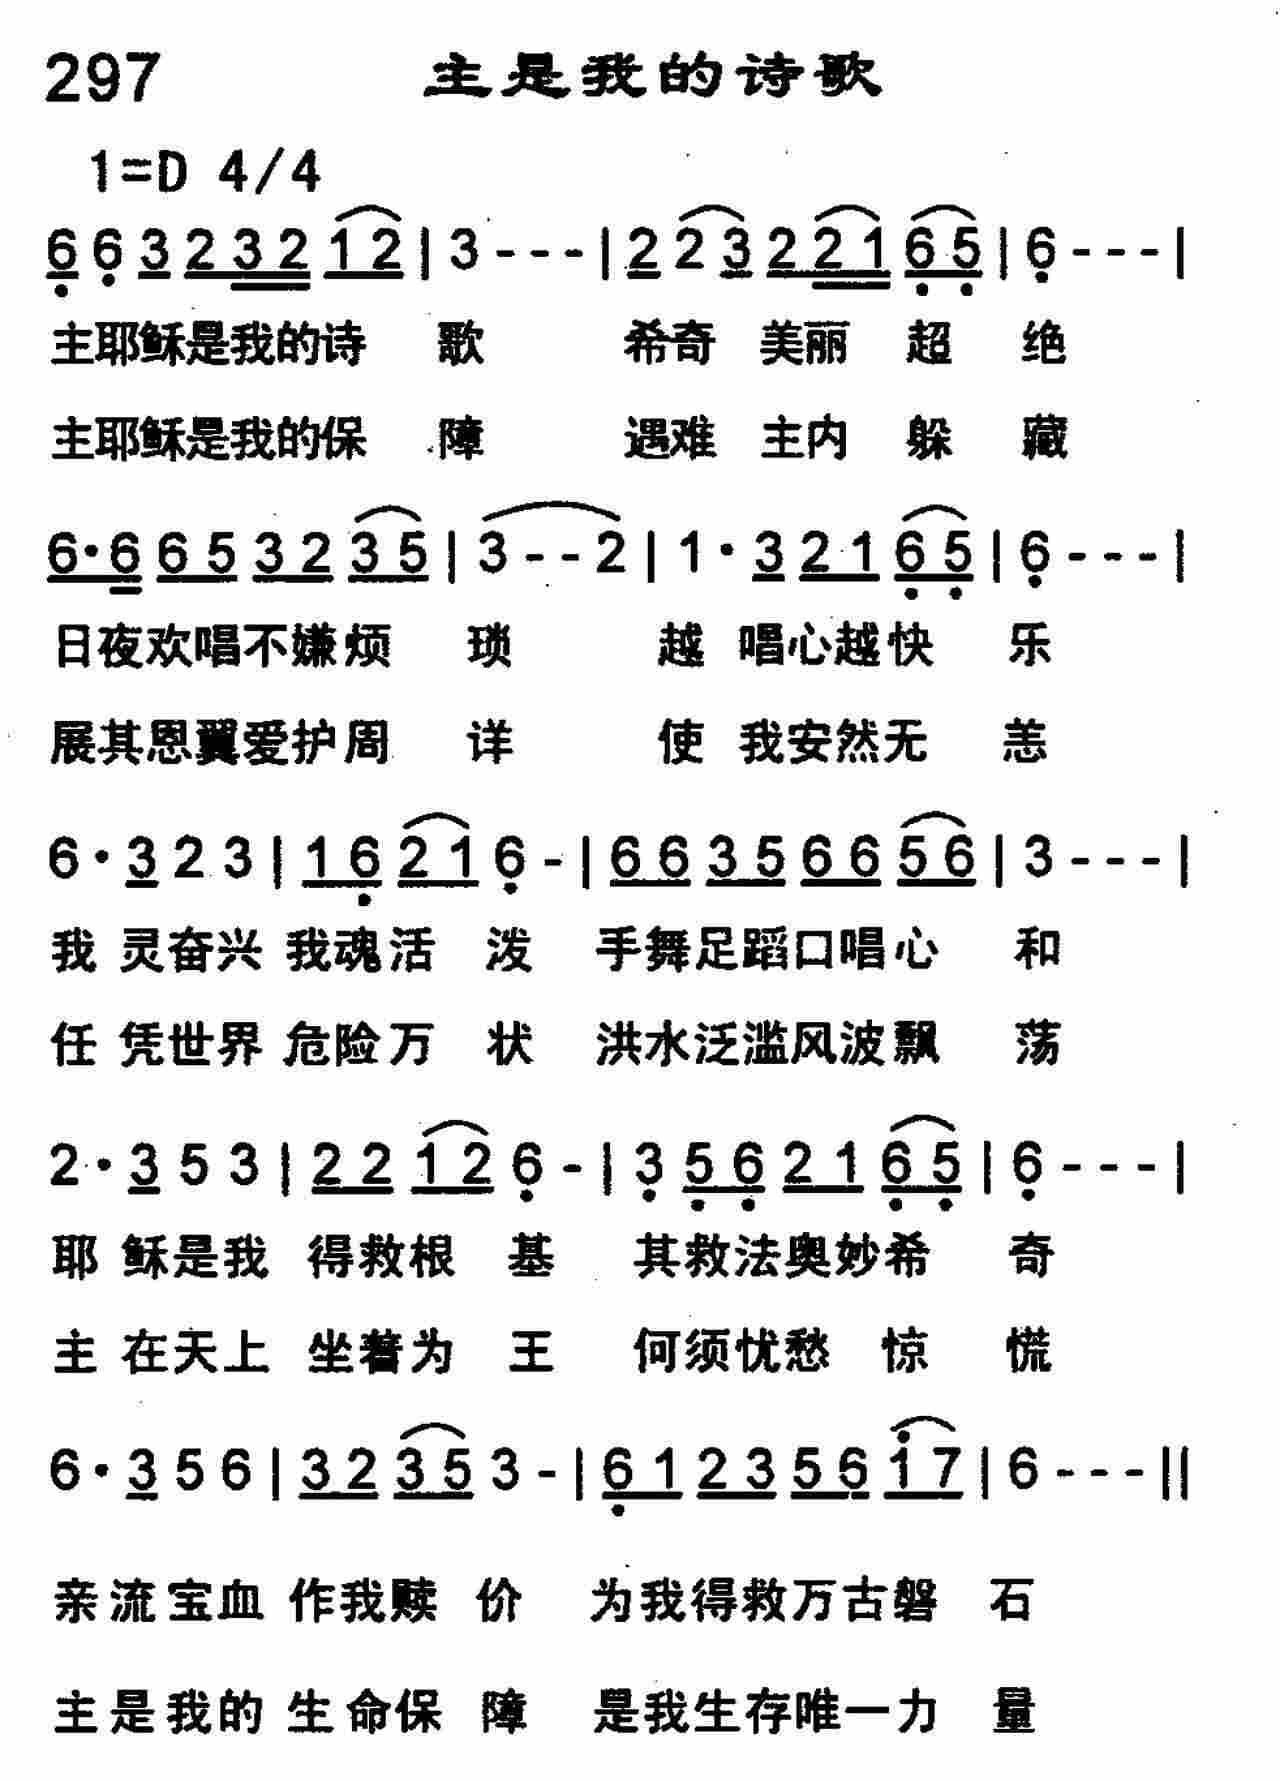 297 主是我的诗歌
1=D 4/4
6 6 3 2 3 2 1 2 | 3 - - - | 2 2 3 2 2 1 6 5 | 6 - - - |
主耶稣是我的诗 歌 希奇 美丽 超 绝
主耶稣是我的保 障 遇难 主内 躲 藏
6·6 6 5 3 2 3 5 | 3 - - 2 | 1·3 2 1 6 5 | 6 - - - |
日夜欢唱不嫌烦 琐 越 唱心越快 乐
展其恩翼爱护周 详 使 我安然无 恙
6·3 2 3 | 1 6 2 1 6 - | 6 6 3 5 6 6 5 6 | 3 - - - |
我 灵奋兴 我魂活 泼 手舞足蹈口唱心 和
任 凭世界 危险万 状 洪水泛滥风波飘 荡
2·3 5 3 | 2 2 1 2 6 - | 3 5 6 2 1 6 5 | 6 - - - |
耶 稣是我 得救根 基 其救法奥妙希 奇
主 在天上 坐着为 王 何须忧愁 惊 慌
6·3 5 6 | 3 2 3 5 3 - | 6 1 2 3 5 6 1 7 | 6 - - - ||
亲流宝血 作我赎 价 为我得救万古磐 石
主是我的 生命保 障 是我生存唯一力 量